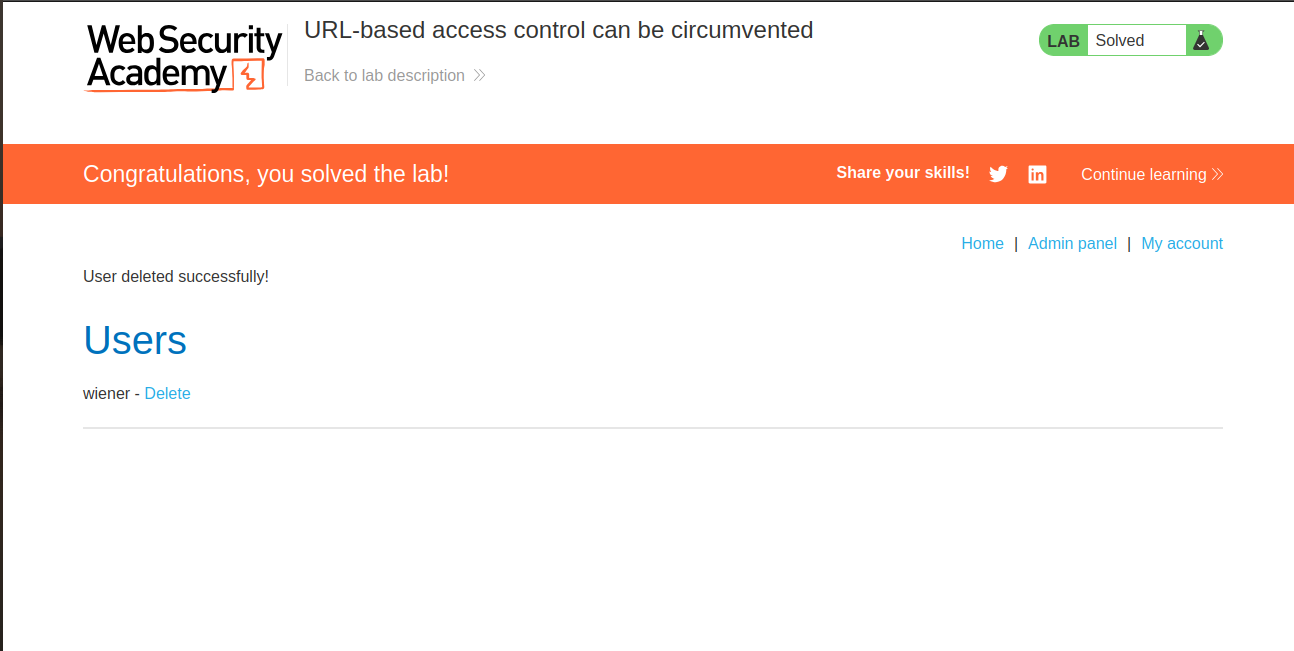 Web Security
Academy
URL-based access control can be circumvented
Back to lab description
LAB Solved
Congratulations, you solved the lab!
Share your skills!
Continue learning
Home | Admin panel | My account
User deleted successfully!
Users
wiener - Delete